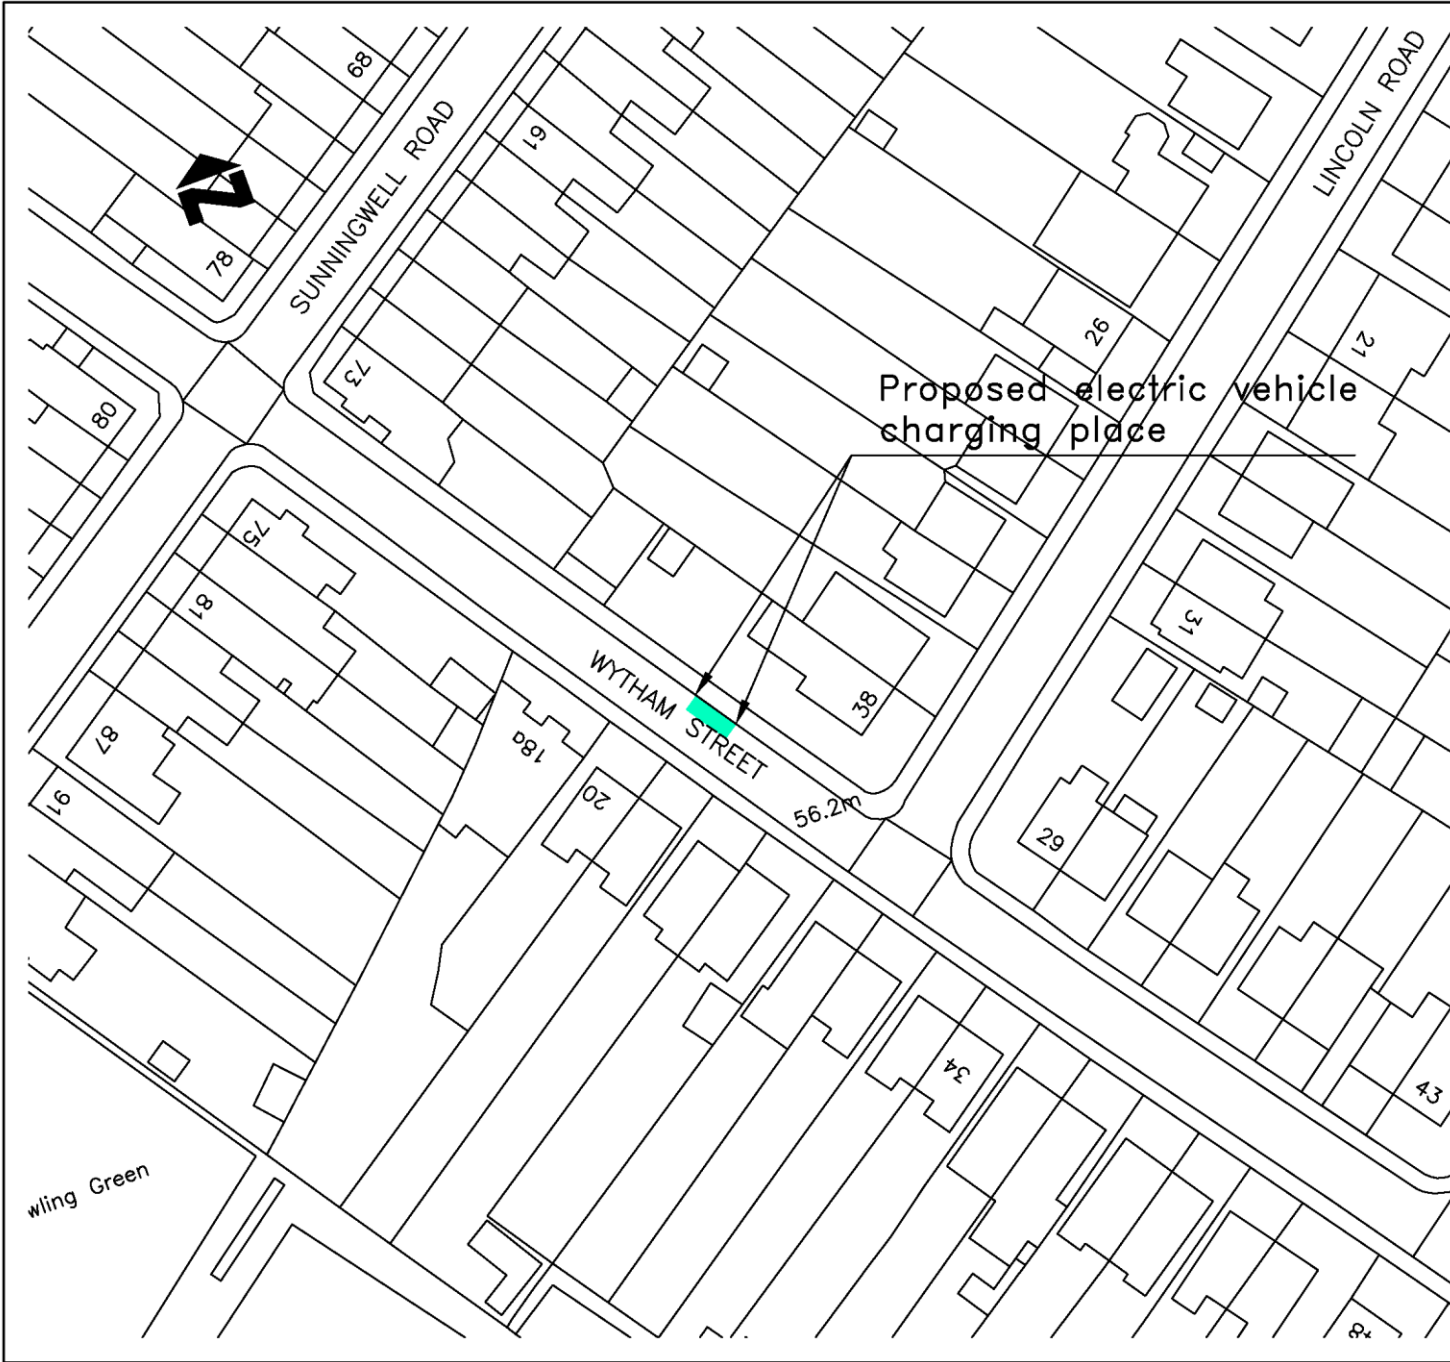 68
SUNNINGWELL ROAD
61
LINCOLN ROAD
N
78
26
21
73
Proposed electric vehicle
charging place
80
75
81
31
WYTHAM STREET
38
18a
87
20
91
56.2m
29
34
43
wling Green